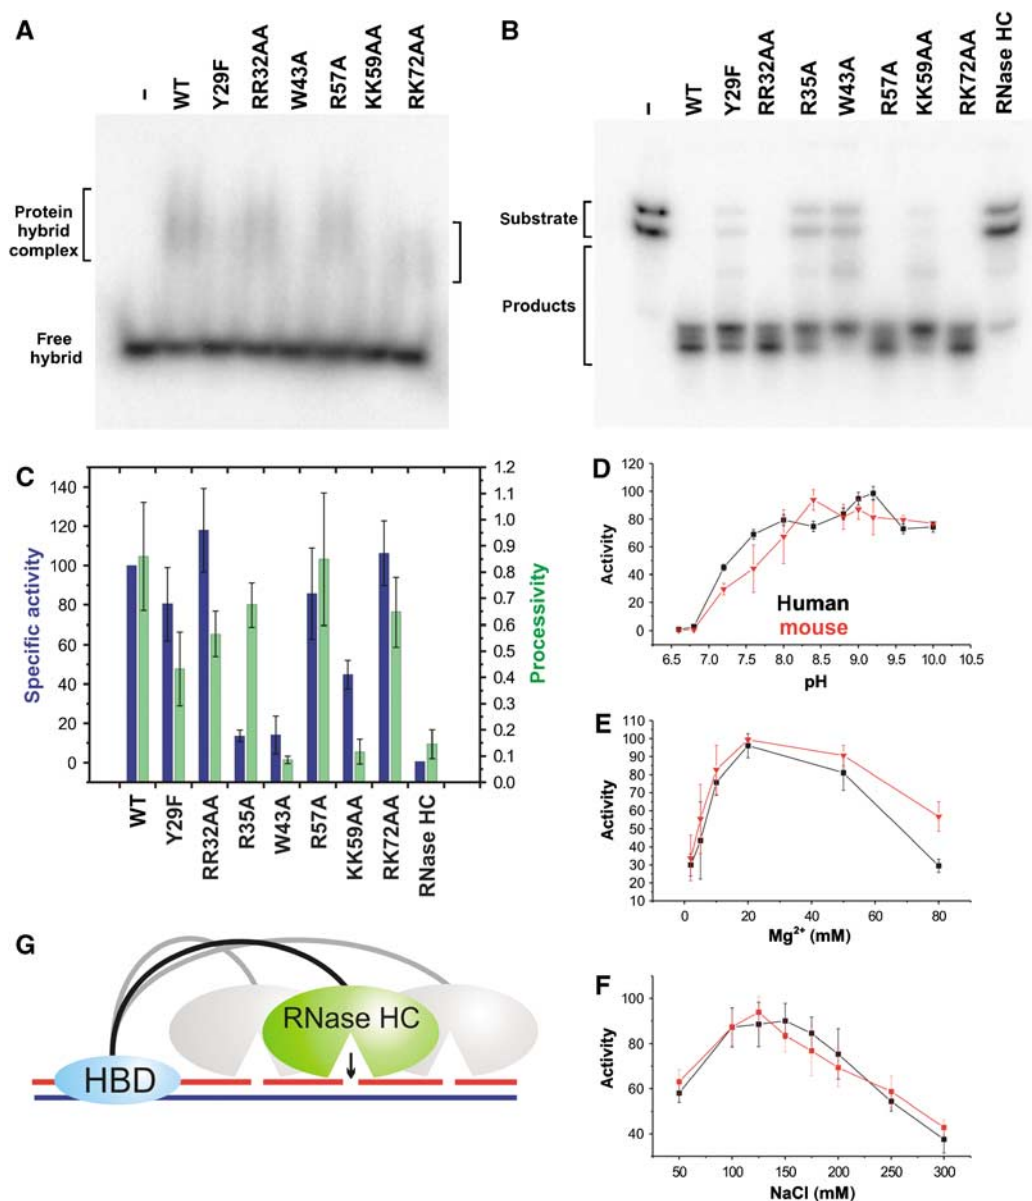 A
–
WT
Y29F
RR32AA
W43A
R57A
KK59AA
RK72AA
Protein
hybrid
complex
Free
hybrid
B
–
WT
Y29F
RR32AA
R35A
W43A
R57A
KK59AA
RK72AA
RNase HC
Substrate
Products
C
Specific activity
140
120
100
80
60
40
20
0
1.2
1.1
1.0
0.9
0.8
0.7
0.6
0.5
0.4
0.3
0.2
0.1
0.0
Processivity
WT
Y29F
RR32AA
R35A
W43A
R57A
KK59AA
RK72AA
RNase HC
D
Activity
120
100
80
60
40
20
0
Human
mouse
6.5 7.0 7.5 8.0 8.5 9.0 9.5 10.0 10.5
pH
E
Activity
110
100
90
80
70
60
50
40
30
20
10
0 20 40 60 80
Mg²⁺ (mM)
F
Activity
100
80
60
40
50 100 150 200 250 300
NaCl (mM)
G
RNase HC
HBD